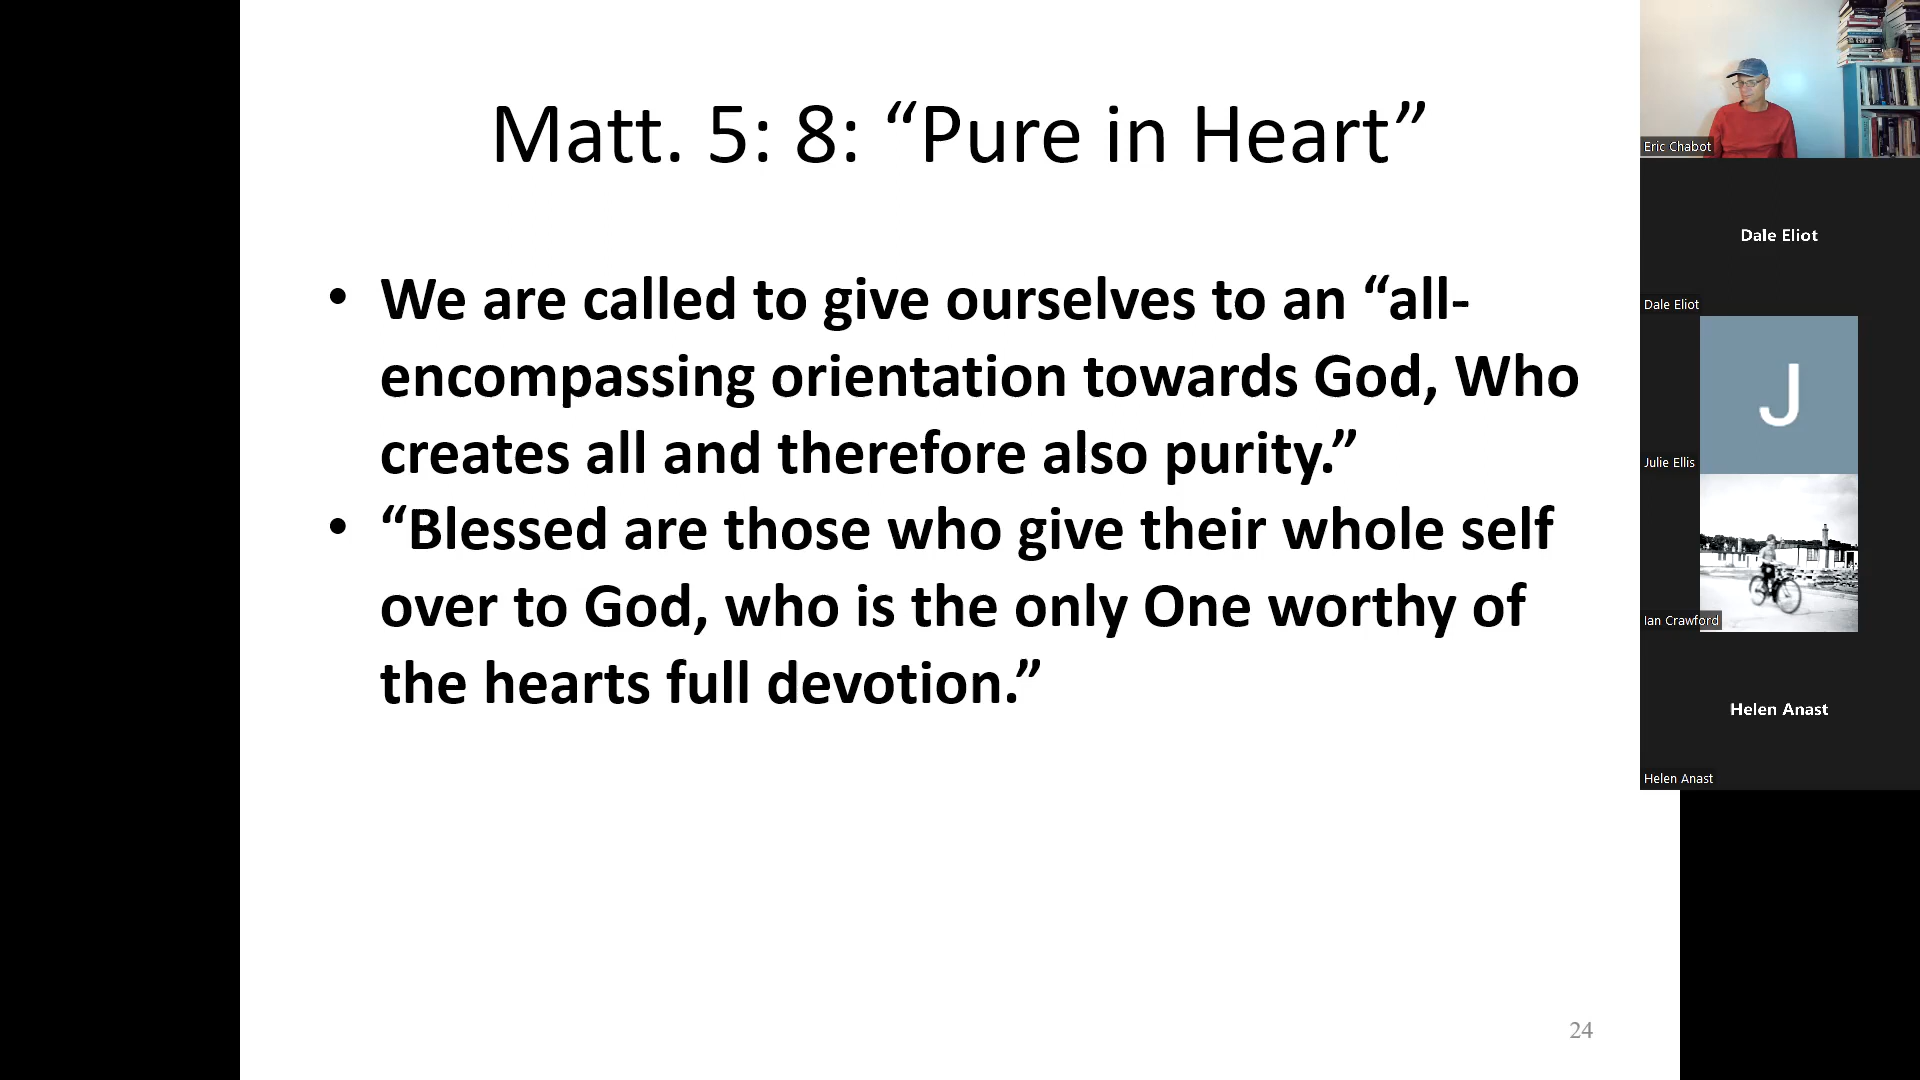 Matt. 5: 8: “Pure in Heart”
• We are called to give ourselves to an “all-
encompassing orientation towards God, Who
creates all and therefore also purity.”
• “Blessed are those who give their whole self
over to God, who is the only One worthy of
the hearts full devotion.”
24
Eric Chabot
Dale Eliot
Dale Eliot
J
Julie Ellis
Ian Crawford
Helen Anast
Helen Anast